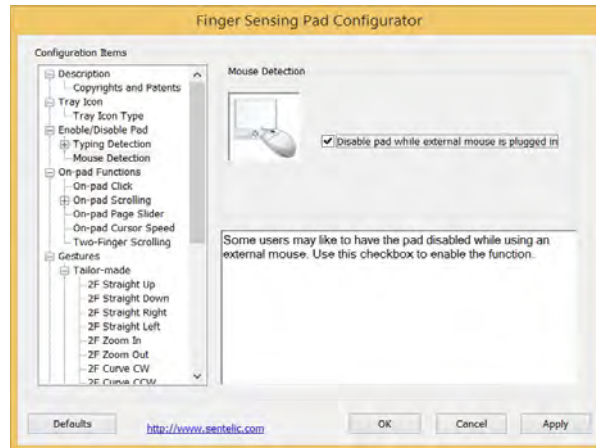 Finger Sensing Pad Configurator
Configuration Items
Description
Copyrights and Patents
Tray Icon
Tray Icon Type
Enable/Disable Pad
Typing Detection
Mouse Detection
On-pad Functions
On-pad Click
On-pad Scrolling
On-pad Page Slider
On-pad Cursor Speed
Two-Finger Scrolling
Gestures
Tailor-made
2F Straight Up
2F Straight Down
2F Straight Right
2F Straight Left
2F Zoom In
2F Zoom Out
2F Curve CW
2F Curve CCW
Mouse Detection
Disable pad while external mouse is plugged in
Some users may like to have the pad disabled while using an
external mouse. Use this checkbox to enable the function.
Defaults
http://www.sentelic.com
OK
Cancel
Apply